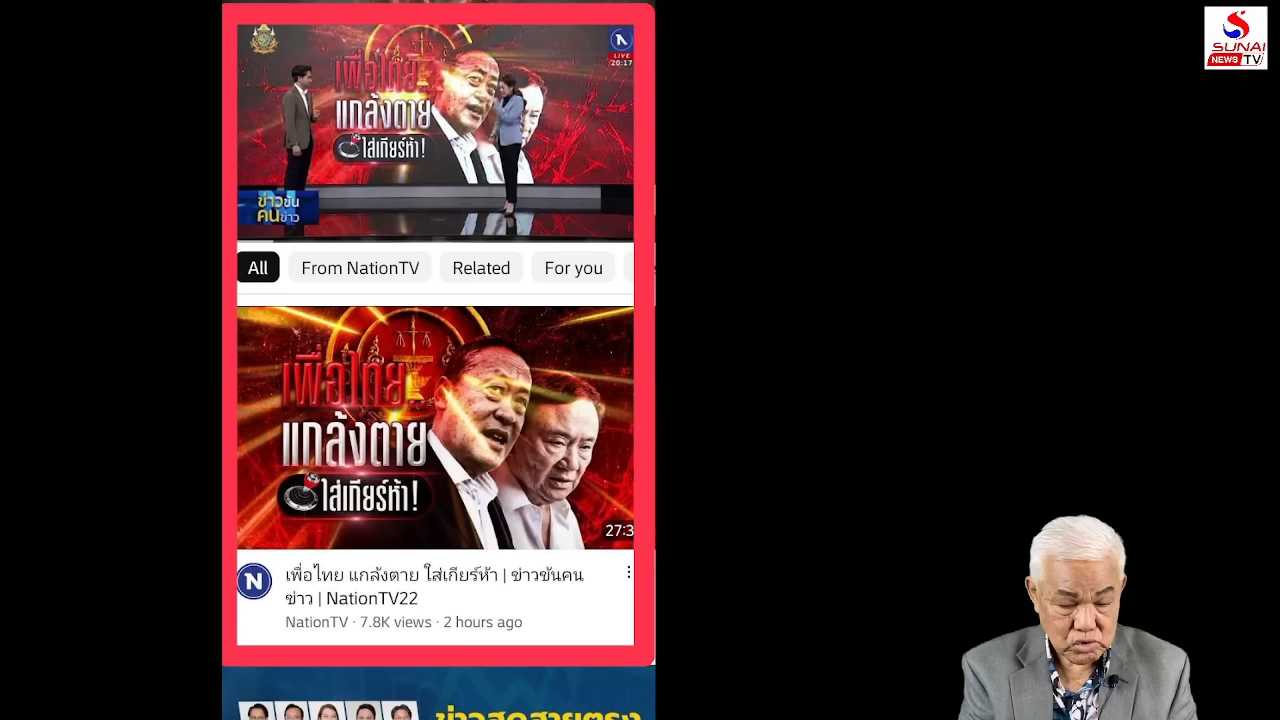 LIVE
20:17
เพื่อไทย..
แกล้งตาย
ใส่เกียร์ห้า!
ข่าวข้น
คนข่าว
All
From NationTV
Related
For you
เพื่อไทย..
แกล้งตาย
ใส่เกียร์ห้า!
27:3
N
เพื่อไทย แกล้งตาย ใส่เกียร์ห้า | ข่าวข้นคน
ข่าว | NationTV22
NationTV · 7.8K views · 2 hours ago
SUNAI
NEWS TV